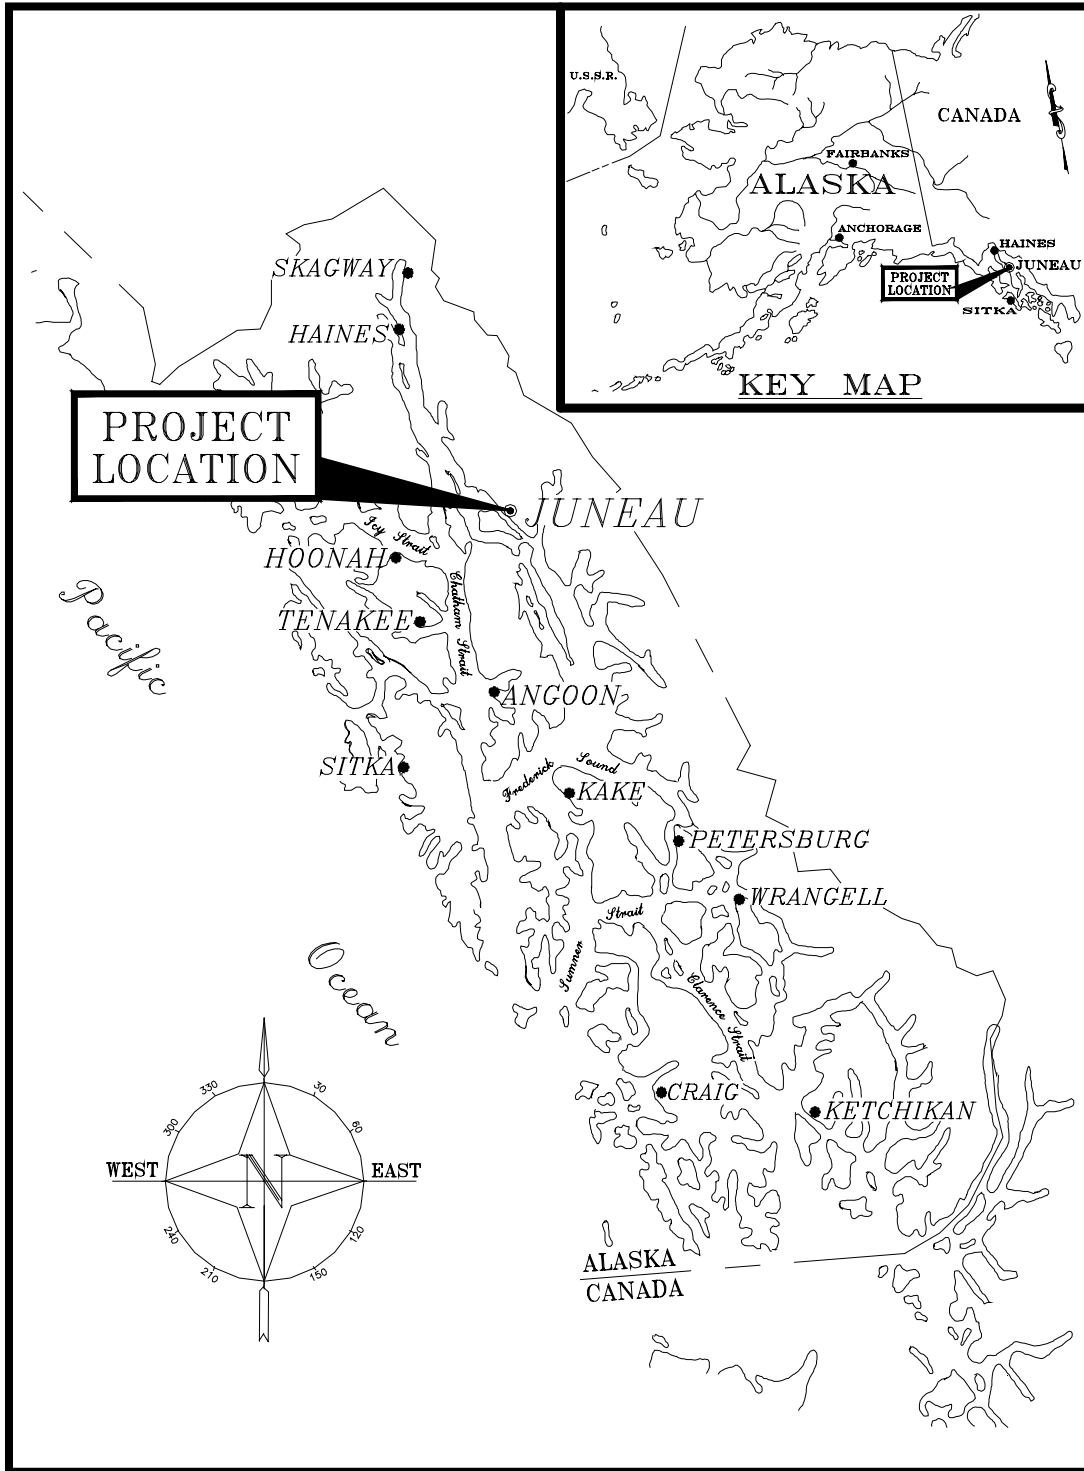 U.S.S.R.
CANADA
FAIRBANKS
ALASKA
ANCHORAGE
HAINES
JUNEAU
PROJECT
LOCATION
SITKA
KEY MAP
SKAGWAY
HAINES
PROJECT
LOCATION
JUNEAU
Icy Strait
HOONAH
Chatham Strait
TENAKEE
Pacific
ANGOON
SITKA
Frederick Sound
KAKE
PETERSBURG
WRANGELL
Sumner Strait
Ocean
Clarence Strait
CRAIG
KETCHIKAN
330
30
300
60
WEST
N
EAST
240
120
210
150
ALASKA
CANADA